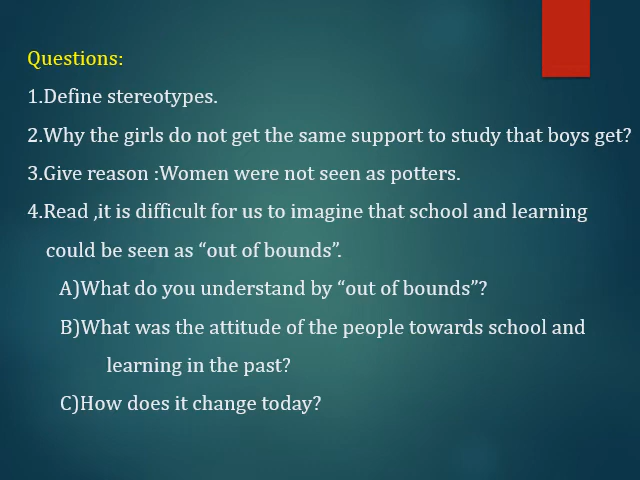 Questions:
1.Define stereotypes.
2.Why the girls do not get the same support to study that boys get?
3.Give reason :Women were not seen as potters.
4.Read ,it is difficult for us to imagine that school and learning
could be seen as “out of bounds”.
A)What do you understand by “out of bounds”?
B)What was the attitude of the people towards school and
learning in the past?
C)How does it change today?